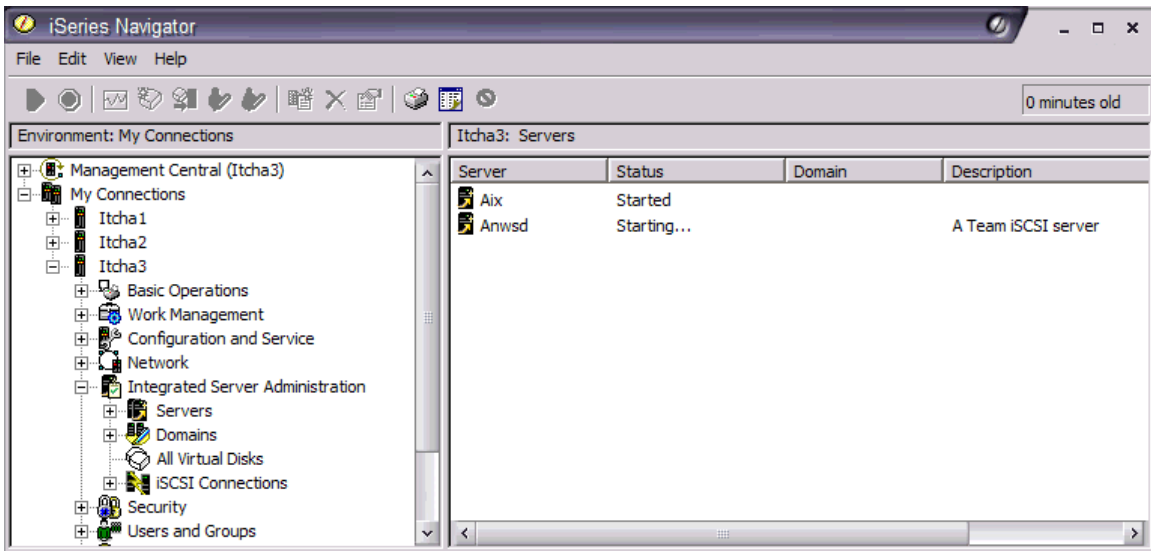 iSeries Navigator
File Edit View Help
0 minutes old
Environment: My Connections
Itcha3: Servers
Management Central (Itcha3)
My Connections
Itcha1
Itcha2
Itcha3
Basic Operations
Work Management
Configuration and Service
Network
Integrated Server Administration
Servers
Domains
All Virtual Disks
iSCSI Connections
Security
Users and Groups
Server Status Domain Description
Aix Started
Anwsd Starting... A Team iSCSI server